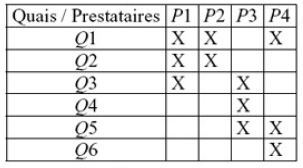 Quais / Prestataires P1 P2 P3 P4
Q1 X X X
Q2 X X
Q3 X X
Q4 X
Q5 X X
Q6 X